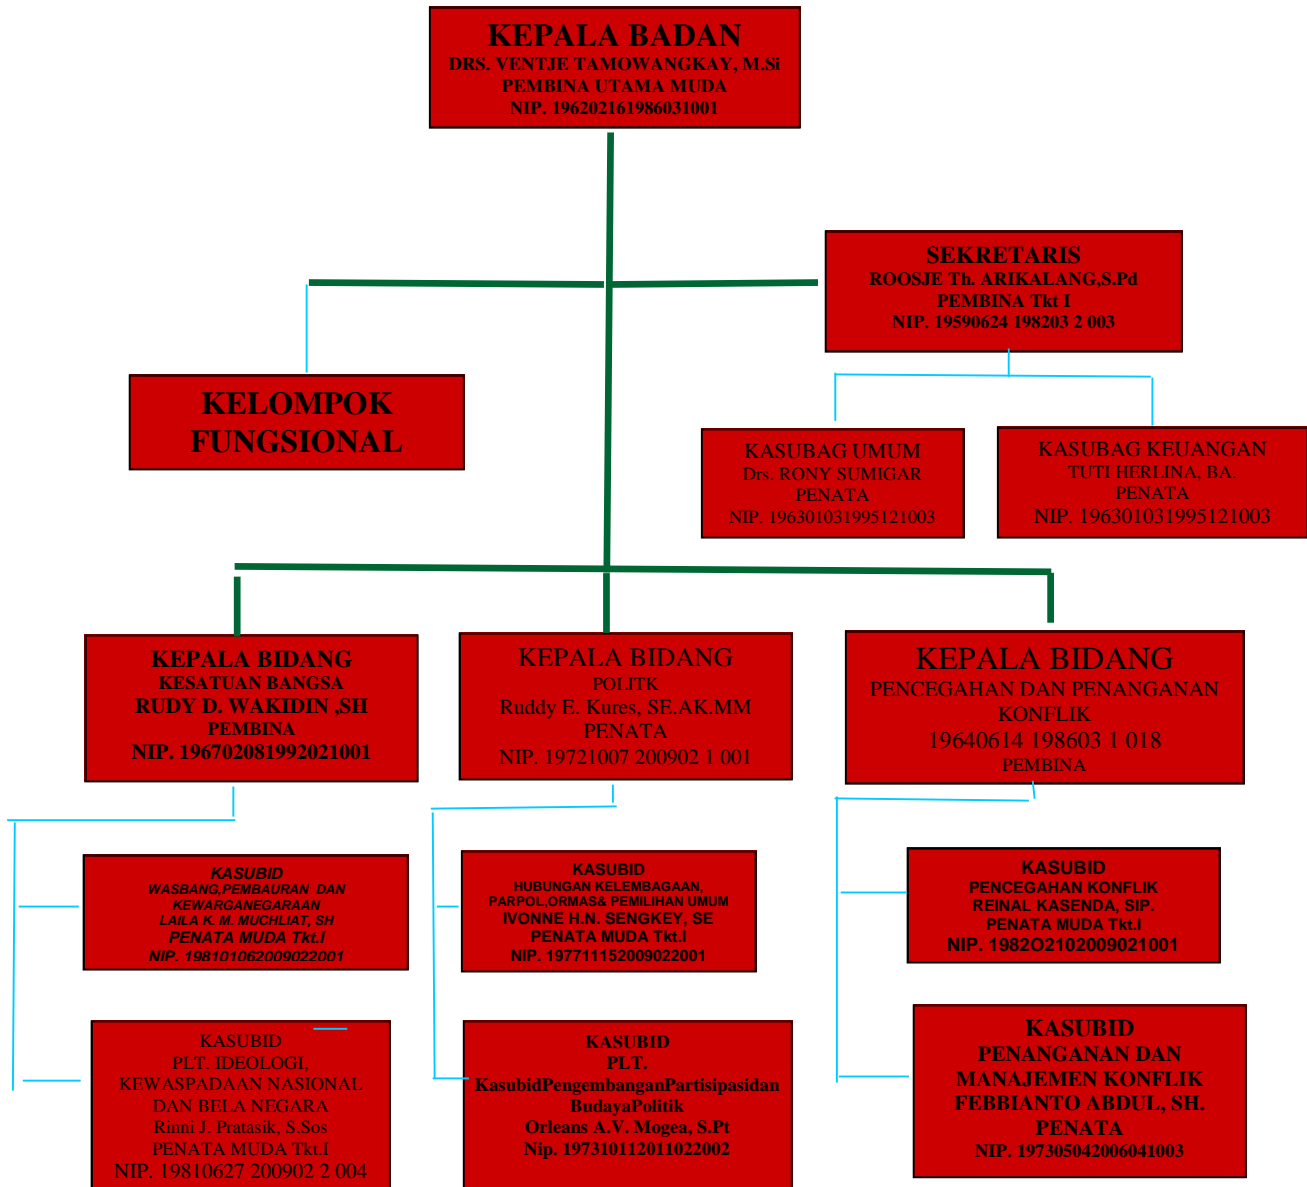 KEPALA BADAN
DRS. VENTJE TAMOWANGKAY, M.Si
PEMBINA UTAMA MUDA
NIP. 196202161986031001
SEKRETARIS
ROOSJE Th. ARIKALANG,S.Pd
PEMBINA Tkt I
NIP. 19590624 198203 2 003
KELOMPOK
FUNGSIONAL
KASUBAG UMUM
Drs. RONY SUMIGAR
PENATA
NIP. 196301031995121003
KASUBAG KEUANGAN
TUTI HERLINA, BA.
PENATA
NIP. 196301031995121003
KEPALA BIDANG
KESATUAN BANGSA
RUDY D. WAKIDIN ,SH
PEMBINA
NIP. 196702081992021001
KEPALA BIDANG
POLITK
Ruddy E. Kures, SE.AK.MM
PENATA
NIP. 19721007 200902 1 001
KEPALA BIDANG
PENCEGAHAN DAN PENANGANAN
KONFLIK
19640614 198603 1 018
PEMBINA
KASUBID
WASBANG,PEMBAURAN DAN
KEWARGANEGARAAN
LAILA K. M. MUCHLIAT, SH
PENATA MUDA Tkt.I
NIP. 198101062009022001
KASUBID
HUBUNGAN KELEMBAGAAN,
PARPOL,ORMAS& PEMILIHAN UMUM
IVONNE H.N. SENGKEY, SE
PENATA MUDA Tkt.I
NIP. 197711152009022001
KASUBID
PENCEGAHAN KONFLIK
REINAL KASENDA, SIP.
PENATA MUDA Tkt.I
NIP. 1982O2102009021001
KASUBID
PLT. IDEOLOGI,
KEWASPADAAN NASIONAL
DAN BELA NEGARA
Rinni J. Pratasik, S.Sos
PENATA MUDA Tkt.I
NIP. 19810627 200902 2 004
KASUBID
PLT.
KasubidPengembanganPartisipasidan
BudayaPolitik
Orleans A.V. Mogea, S.Pt
Nip. 197310112011022002
KASUBID
PENANGANAN DAN
MANAJEMEN KONFLIK
FEBBIANTO ABDUL, SH.
PENATA
NIP. 197305042006041003